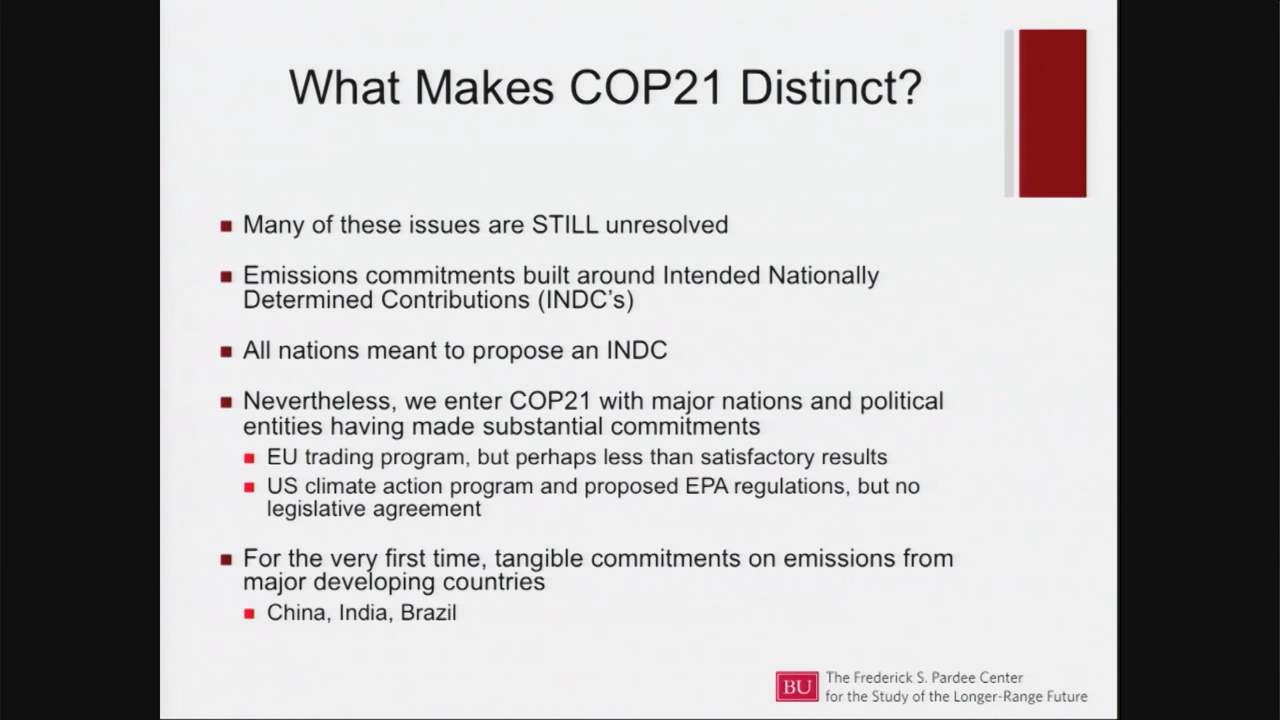 What Makes COP21 Distinct?
Many of these issues are STILL unresolved
Emissions commitments built around Intended Nationally
Determined Contributions (INDC's)
All nations meant to propose an INDC
Nevertheless, we enter COP21 with major nations and political
entities having made substantial commitments
EU trading program, but perhaps less than satisfactory results
US climate action program and proposed EPA regulations, but no
legislative agreement
For the very first time, tangible commitments on emissions from
major developing countries
China, India, Brazil
BU
The Frederick S. Pardee Center
for the Study of the Longer-Range Future